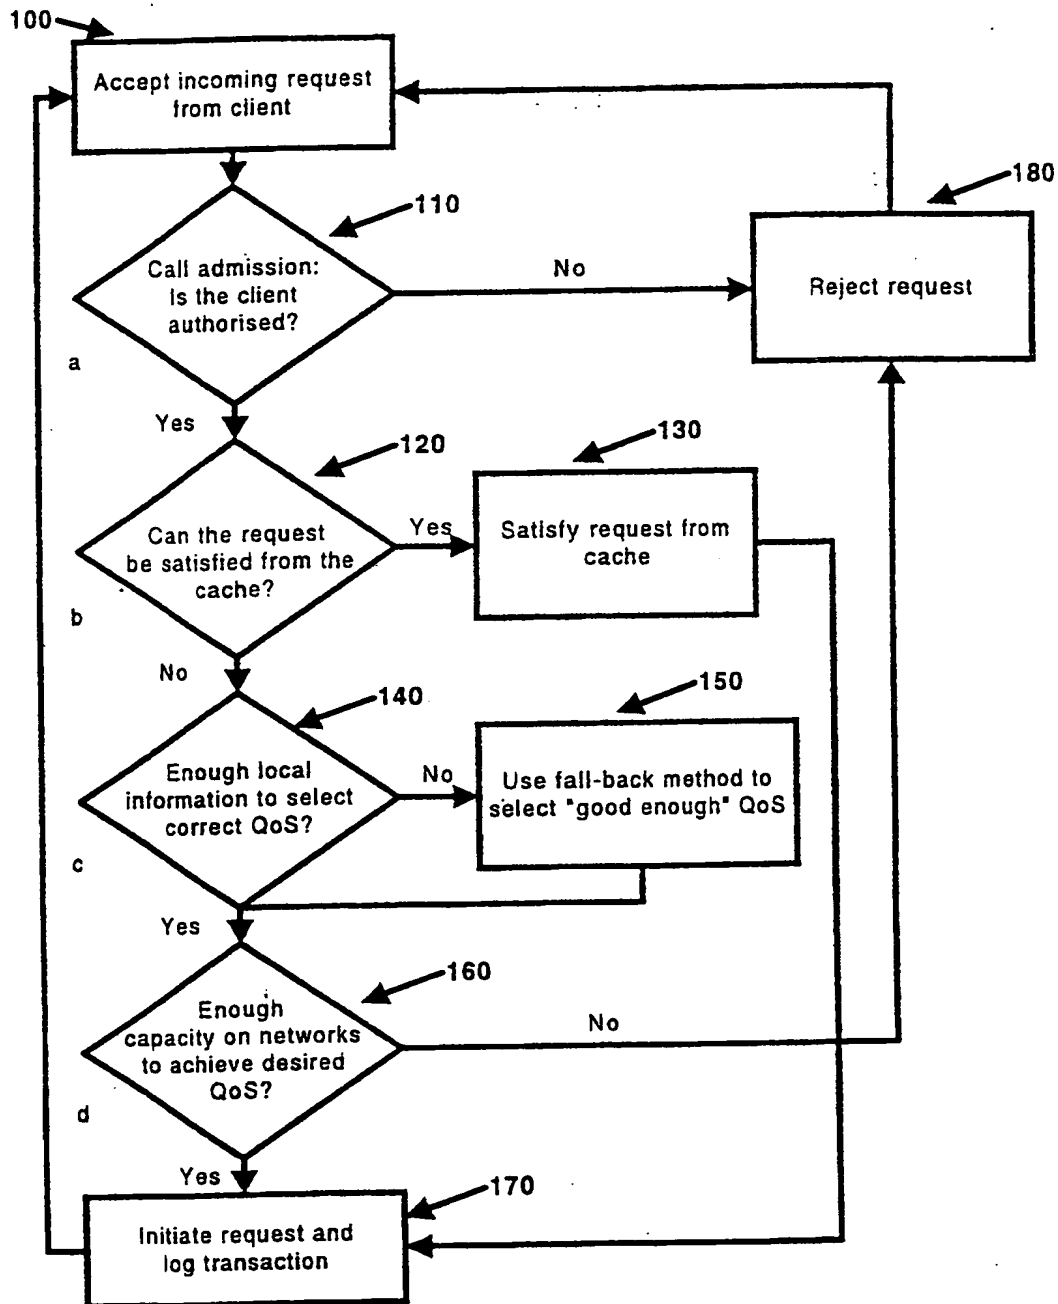 100
Accept incoming request
from client
110
180
Call admission:
Is the client
authorised?
No
Reject request
a
Yes
120
130
Can the request
be satisfied from the
cache?
Yes
Satisfy request from
cache
b
No
140
150
Enough local
information to select
correct QoS?
No
Use fall-back method to
select "good enough" QoS
c
Yes
160
Enough
capacity on networks
to achieve desired
QoS?
No
d
Yes
170
Initiate request and
log transaction